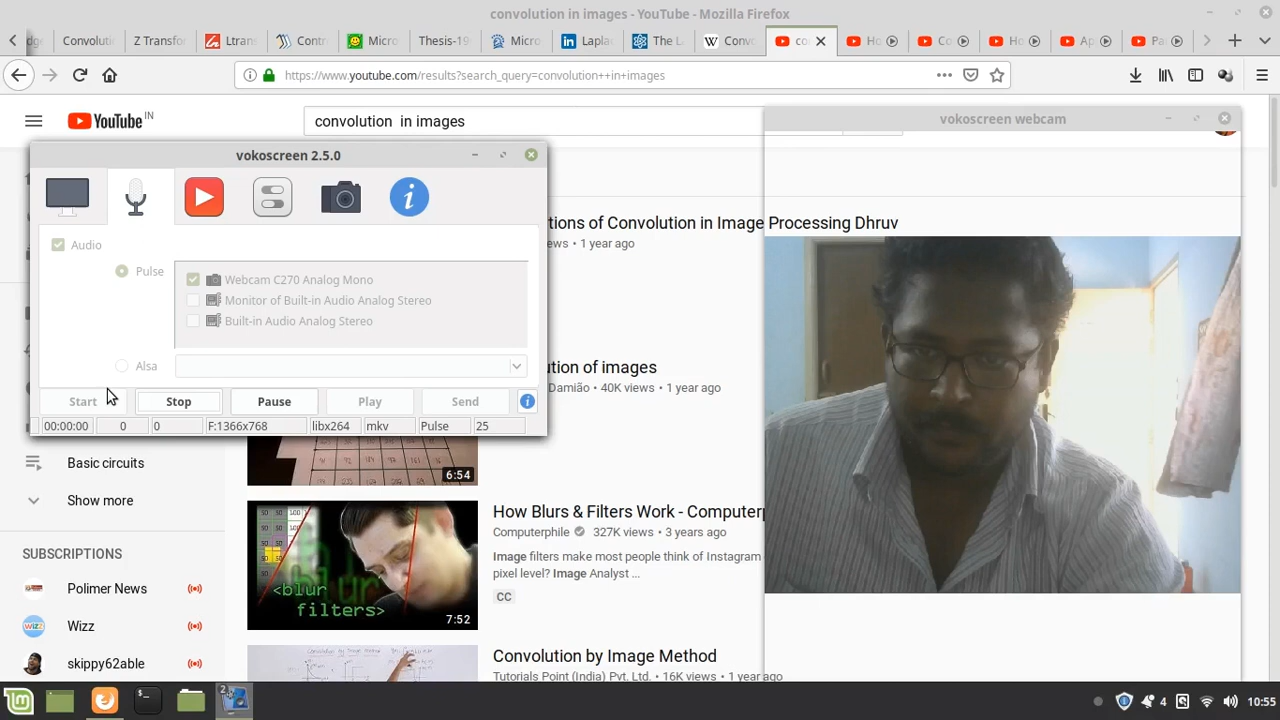 convolution in images - YouTube - Mozilla Firefox
Convoluti
Z Transfo
Ltrans
Contr
Micro
Thesis-19
Micro
Lapla
The L
Convo
co
Ho
Co
Ho
Ap
Pa
https://www.youtube.com/results?search_query=convolution++in+images
YouTube IN
convolution in images
vokoscreen webcam
vokoscreen 2.5.0
Audio
Pulse
Webcam C270 Analog Mono
Monitor of Built-in Audio Analog Stereo
Built-in Audio Analog Stereo
Alsa
Start
Stop
Pause
Play
Send
00:00:00
0
0
F:1366x768
libx264
mkv
Pulse
25
tions of Convolution in Image Processing Dhruv
ews • 1 year ago
ution of images
Damião • 40K views • 1 year ago
6:54
Basic circuits
Show more
SUBSCRIPTIONS
Polimer News
Wizz
skippy62able
<blur
filters>
7:52
How Blurs & Filters Work - Computerp
Computerphile 327K views • 3 years ago
Image filters make most people think of Instagram
pixel level? Image Analyst ...
CC
Convolution by Image Method
Tutorials Point (India) Pvt. Ltd. • 16K views • 1 year ago
4
10:55